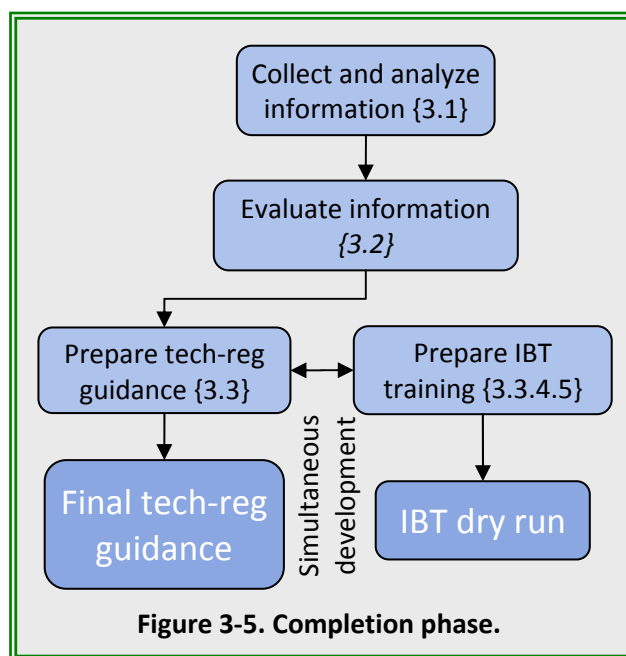 Collect and analyze
information {3.1}
Evaluate information
{3.2}
Prepare tech-reg
guidance {3.3}
Prepare IBT
training {3.3.4.5}
Simultaneous
development
Final tech-reg
guidance
IBT dry run
Figure 3-5. Completion phase.